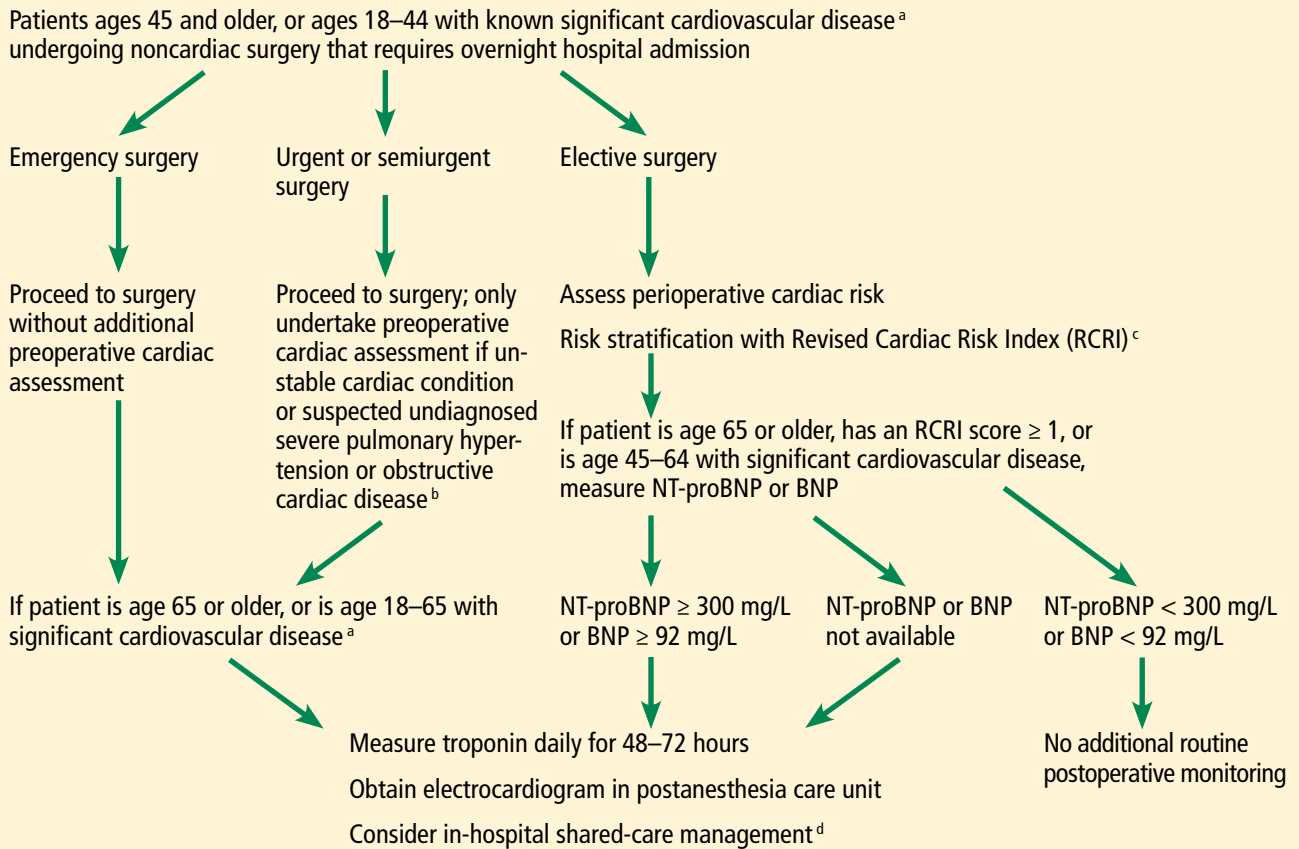 Patients ages 45 and older, or ages 18–44 with known significant cardiovascular disease a
undergoing noncardiac surgery that requires overnight hospital admission
Emergency surgery
Urgent or semiurgent
surgery
Elective surgery
Proceed to surgery
without additional
preoperative cardiac
assessment
Proceed to surgery; only
undertake preoperative
cardiac assessment if un-
stable cardiac condition
or suspected undiagnosed
severe pulmonary hyper-
tension or obstructive
cardiac disease b
Assess perioperative cardiac risk
Risk stratification with Revised Cardiac Risk Index (RCRI) c
If patient is age 65 or older, has an RCRI score ≥ 1, or
is age 45–64 with significant cardiovascular disease,
measure NT-proBNP or BNP
If patient is age 65 or older, or is age 18–65 with
significant cardiovascular disease a
NT-proBNP ≥ 300 mg/L
or BNP ≥ 92 mg/L
NT-proBNP or BNP
not available
NT-proBNP < 300 mg/L
or BNP < 92 mg/L
Measure troponin daily for 48–72 hours
Obtain electrocardiogram in postanesthesia care unit
Consider in-hospital shared-care management d
No additional routine
postoperative monitoring